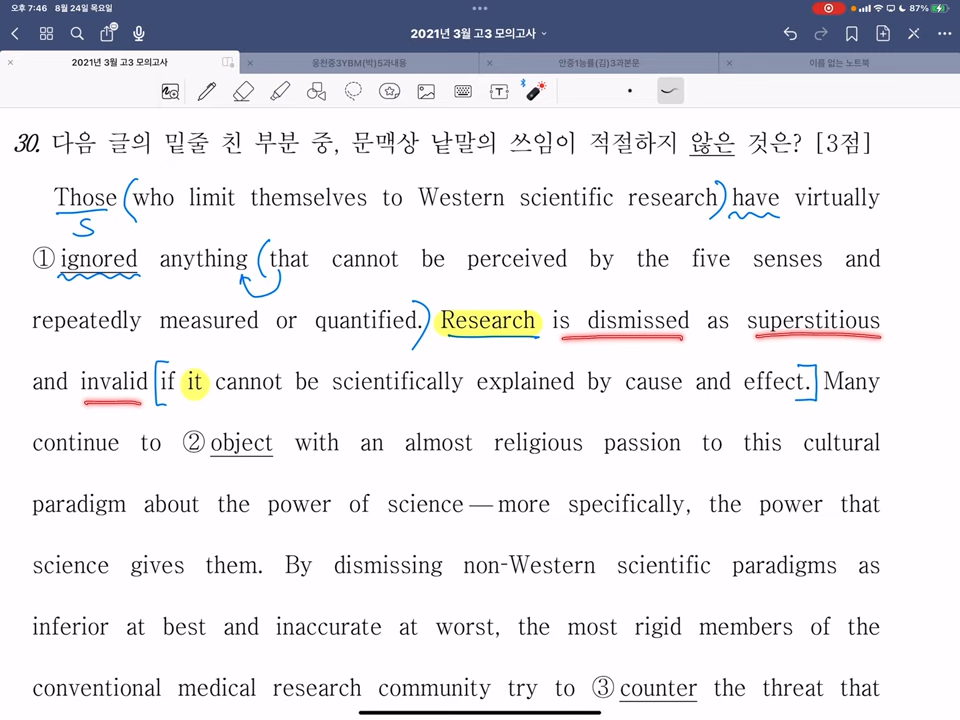 오후 7:46 8월 24일 목요일
87%
2021년 3월 고3 모의고사
2021년 3월 고3 모의고사
웅천중3YBM(박)5과내용
안중1능률(김)3과본문
이름 없는 노트북
30. 다음 글의 밑줄 친 부분 중, 문맥상 낱말의 쓰임이 적절하지 않은 것은? [3점]
Those (who limit themselves to Western scientific research) have virtually
S
① ignored anything (that cannot be perceived by the five senses and
repeatedly measured or quantified.) Research is dismissed as superstitious
and invalid [if it cannot be scientifically explained by cause and effect.] Many
continue to ② object with an almost religious passion to this cultural
paradigm about the power of science — more specifically, the power that
science gives them. By dismissing non-Western scientific paradigms as
inferior at best and inaccurate at worst, the most rigid members of the
conventional medical research community try to ③ counter the threat that